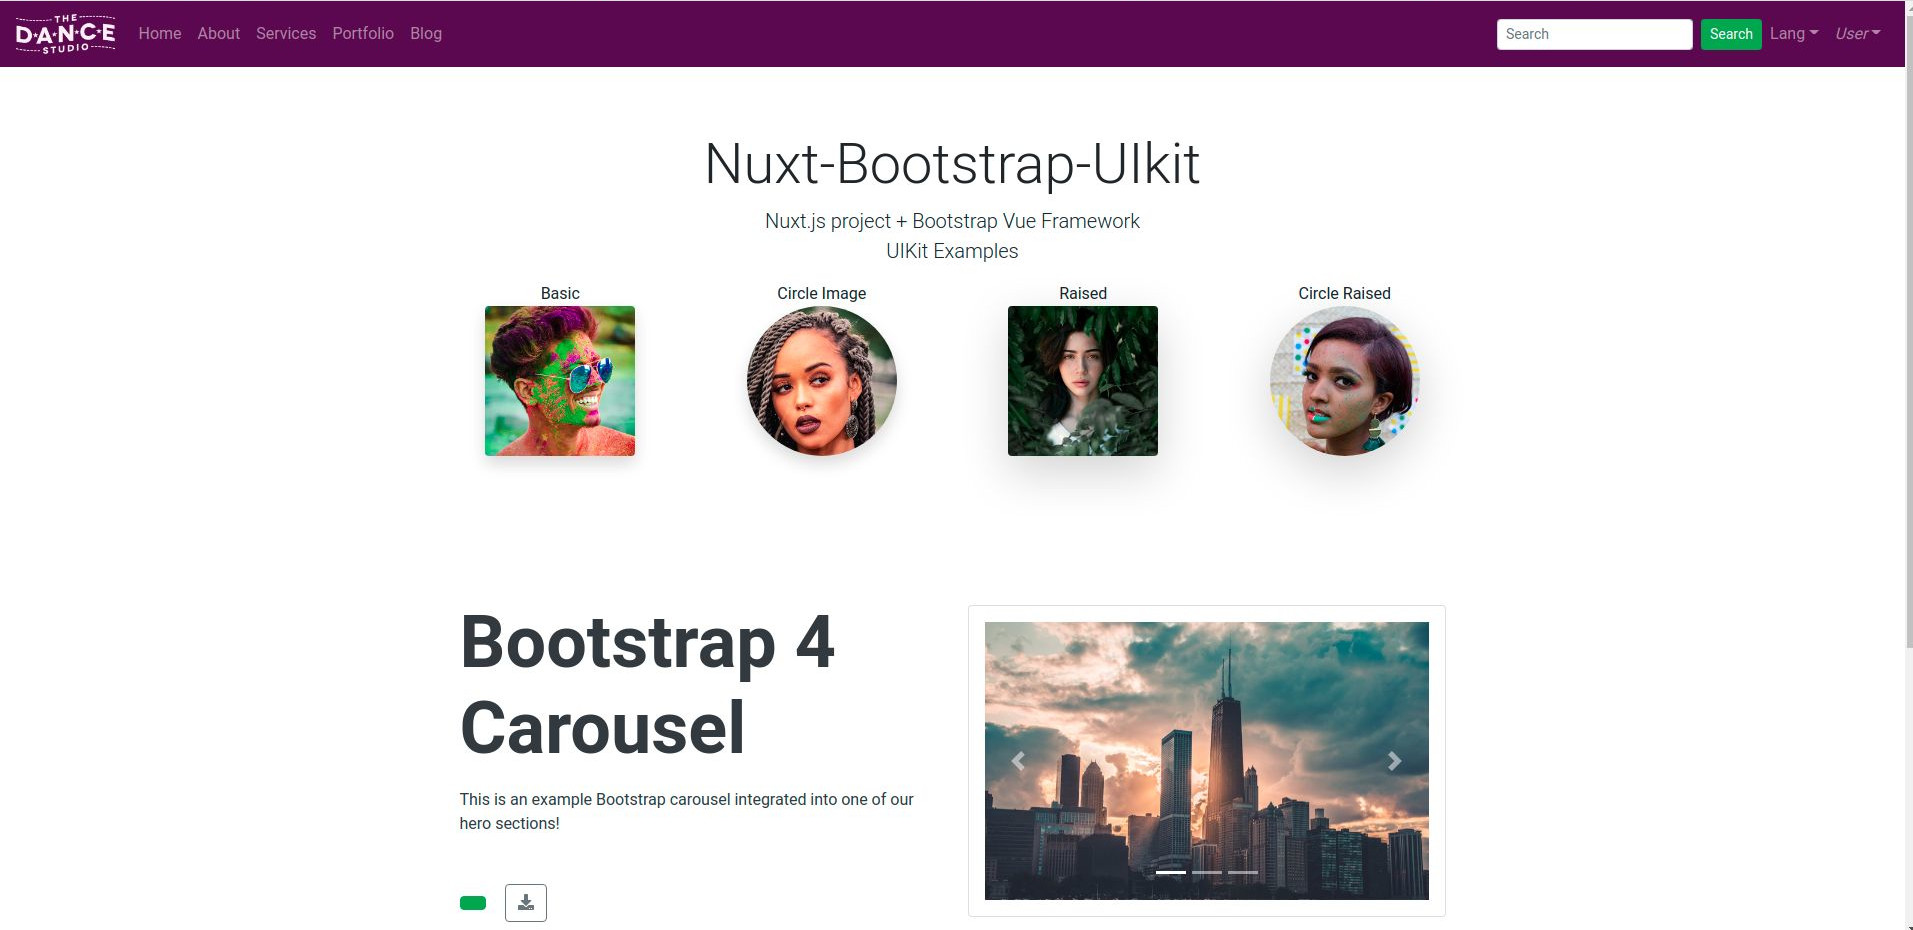 THE
DANCE
STUDIO
Home About Services Portfolio Blog
Search Search Lang User
Nuxt-Bootstrap-UIkit
Nuxt.js project + Bootstrap Vue Framework
UIKit Examples
Basic Circle Image Raised Circle Raised
Bootstrap 4
Carousel
This is an example Bootstrap carousel integrated into one of our
hero sections!